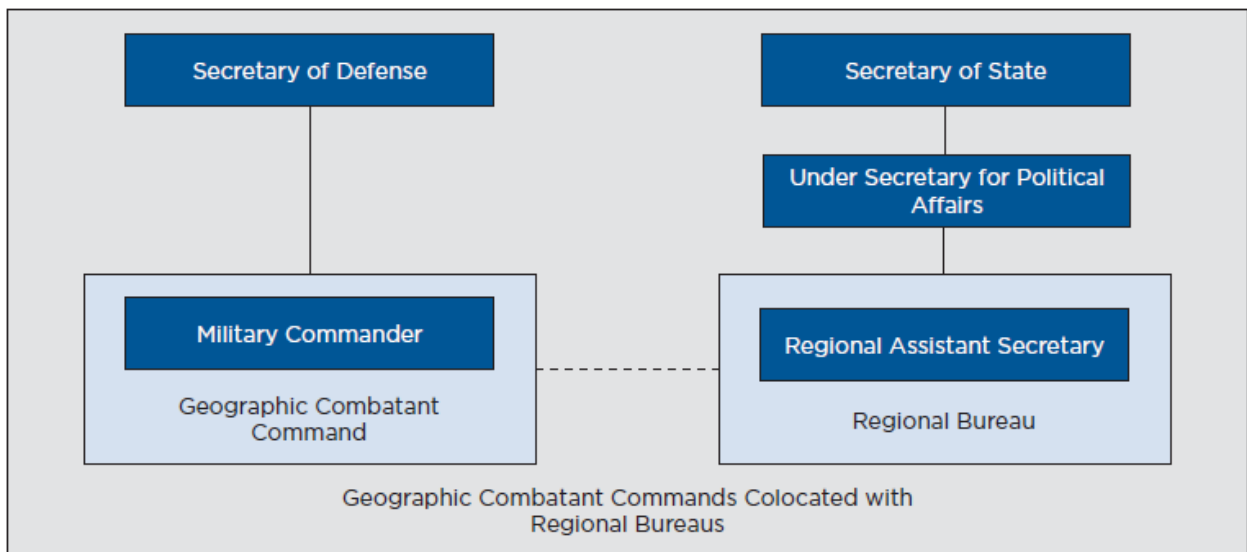 Secretary of Defense
Secretary of State
Under Secretary for Political
Affairs
Military Commander
Geographic Combatant
Command
Regional Assistant Secretary
Regional Bureau
Geographic Combatant Commands Colocated with
Regional Bureaus